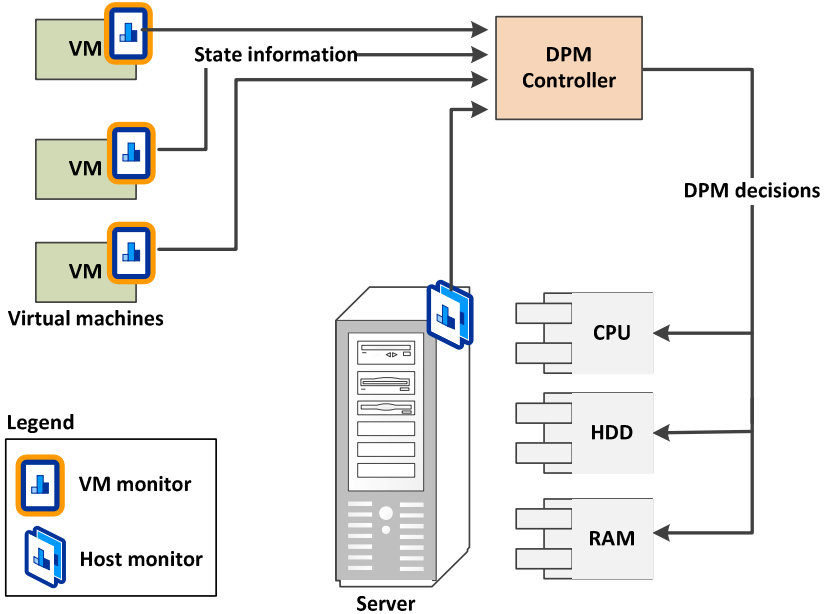 VM
State information
DPM
Controller
VM
DPM decisions
VM
Virtual machines
CPU
HDD
RAM
Legend
VM monitor
Host monitor
Server